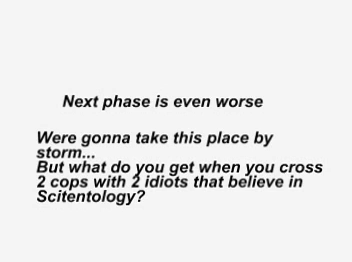 Next phase is even worse
Were gonna take this place by
storm...
But what do you get when you cross
2 cops with 2 idiots that believe in
Scitentology?